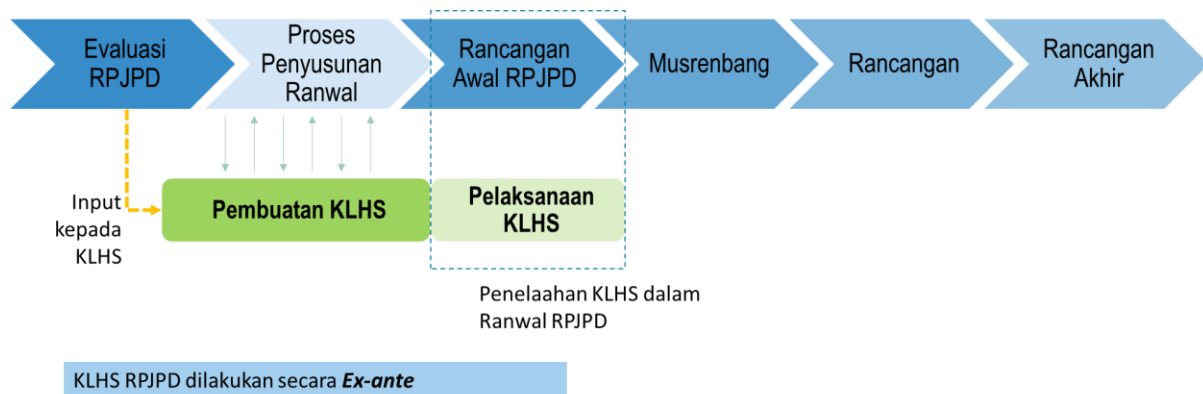 Evaluasi
RPJPD
Proses
Penyusunan
Ranwal
Rancangan
Awal RPJPD
Musrenbang
Rancangan
Rancangan
Akhir
Input
kepada
KLHS
Pembuatan KLHS
Pelaksanaan
KLHS
Penelaahan KLHS dalam
Ranwal RPJPD
KLHS RPJPD dilakukan secara Ex-ante